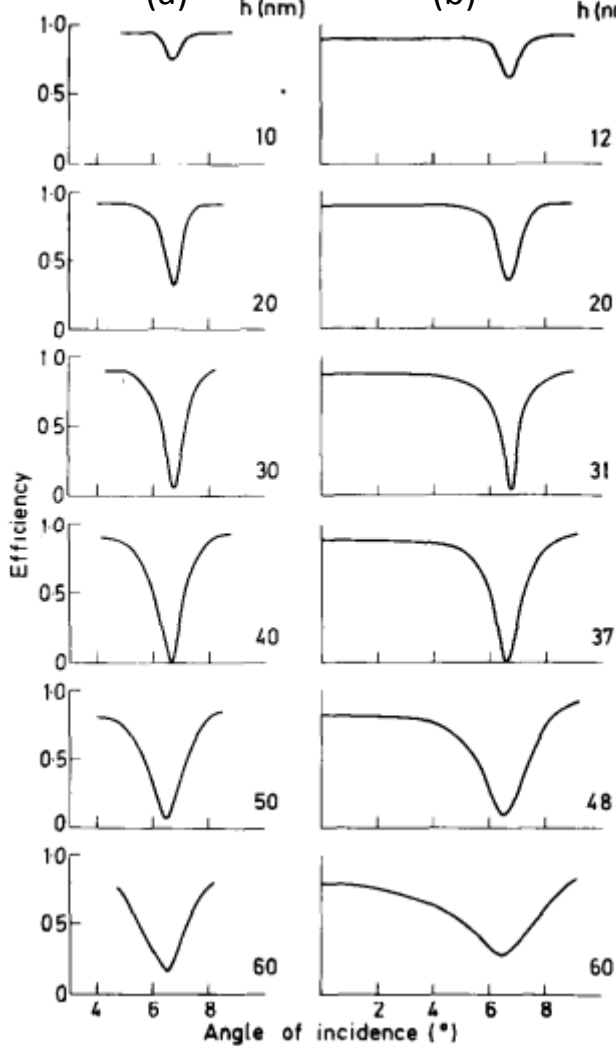 (a) (b)
h (nm) h (n
1·0 0·5 0 10 12
1·0 0·5 0 20 20
1·0 0·5 0 30 31
1·0 0·5 0 40 37
1·0 0·5 0 50 48
1·0 0·5 0 60 60
4 6 8 2 4 6 8
Efficiency
Angle of incidence (°)